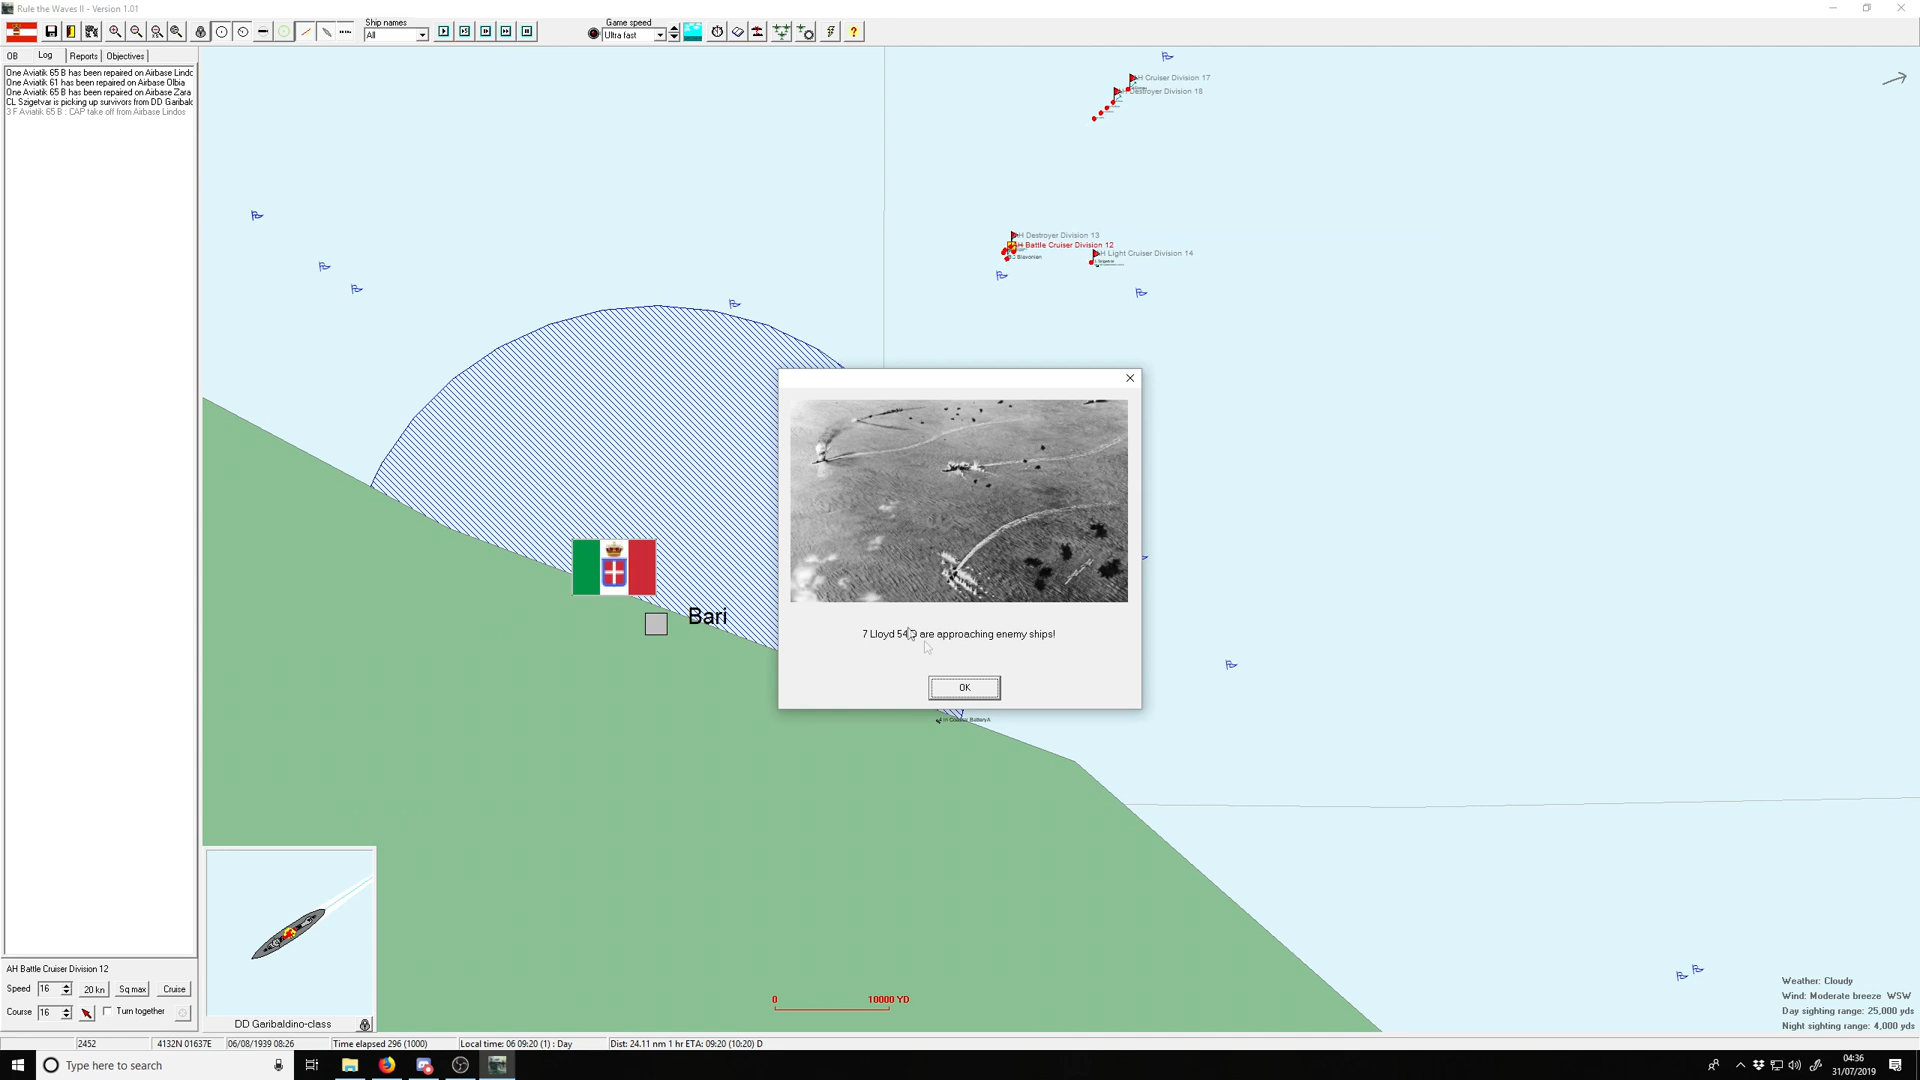 Rule the Waves II - Version 1.01
Ship names
All
Game speed
Ultra fast
OB
Log
Reports
Objectives
One Aviatik 65 B has been repaired on Airbase Lindc
One Aviatik 61 has been repaired on Airbase Olbia
One Aviatik 65 B has been repaired on Airbase Zara
CL Szigetvar is picking up survivors from DD Garibalc
3 F Aviatik 65 B : CAP take off from Airbase Lindos
H Cruiser Division 17
H Destroyer Division 18
H Destroyer Division 13
H Battle Cruiser Division 12
Slavonien
H Light Cruiser Division 14
Bari
7 Lloyd 54 D are approaching enemy ships!
OK
AH Battle Cruiser Division 12
Speed 16 20 kn Sq max Cruise
Course 16 Turn together
DD Garibaldino-class
0 10000 YD
Weather: Cloudy
Wind: Moderate breeze WSW
Day sighting range: 25,000 yds
Night sighting range: 4,000 yds
2452 4132N 01637E 06/08/1939 08:26 Time elapsed 296 (1000) Local time: 06 09:20 (1) : Day Dist: 24.11 nm 1 hr ETA: 09:20 (10:20) D
Type here to search
04:36
31/07/2019